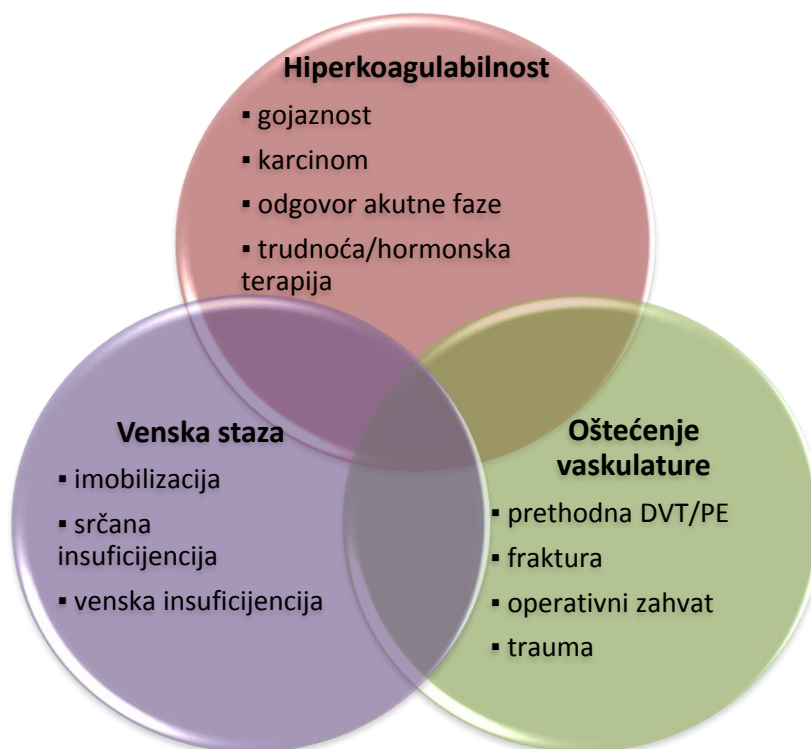 Hiperkoagulabilnost
▪ gojaznost
▪ karcinom
▪ odgovor akutne faze
▪ trudnoća/hormonska
terapija
Venska staza
▪ imobilizacija
▪ srčana
insuficijencija
▪ venska insuficijencija
Oštećenje
vaskulature
▪ prethodna DVT/PE
▪ fraktura
▪ operativni zahvat
▪ trauma